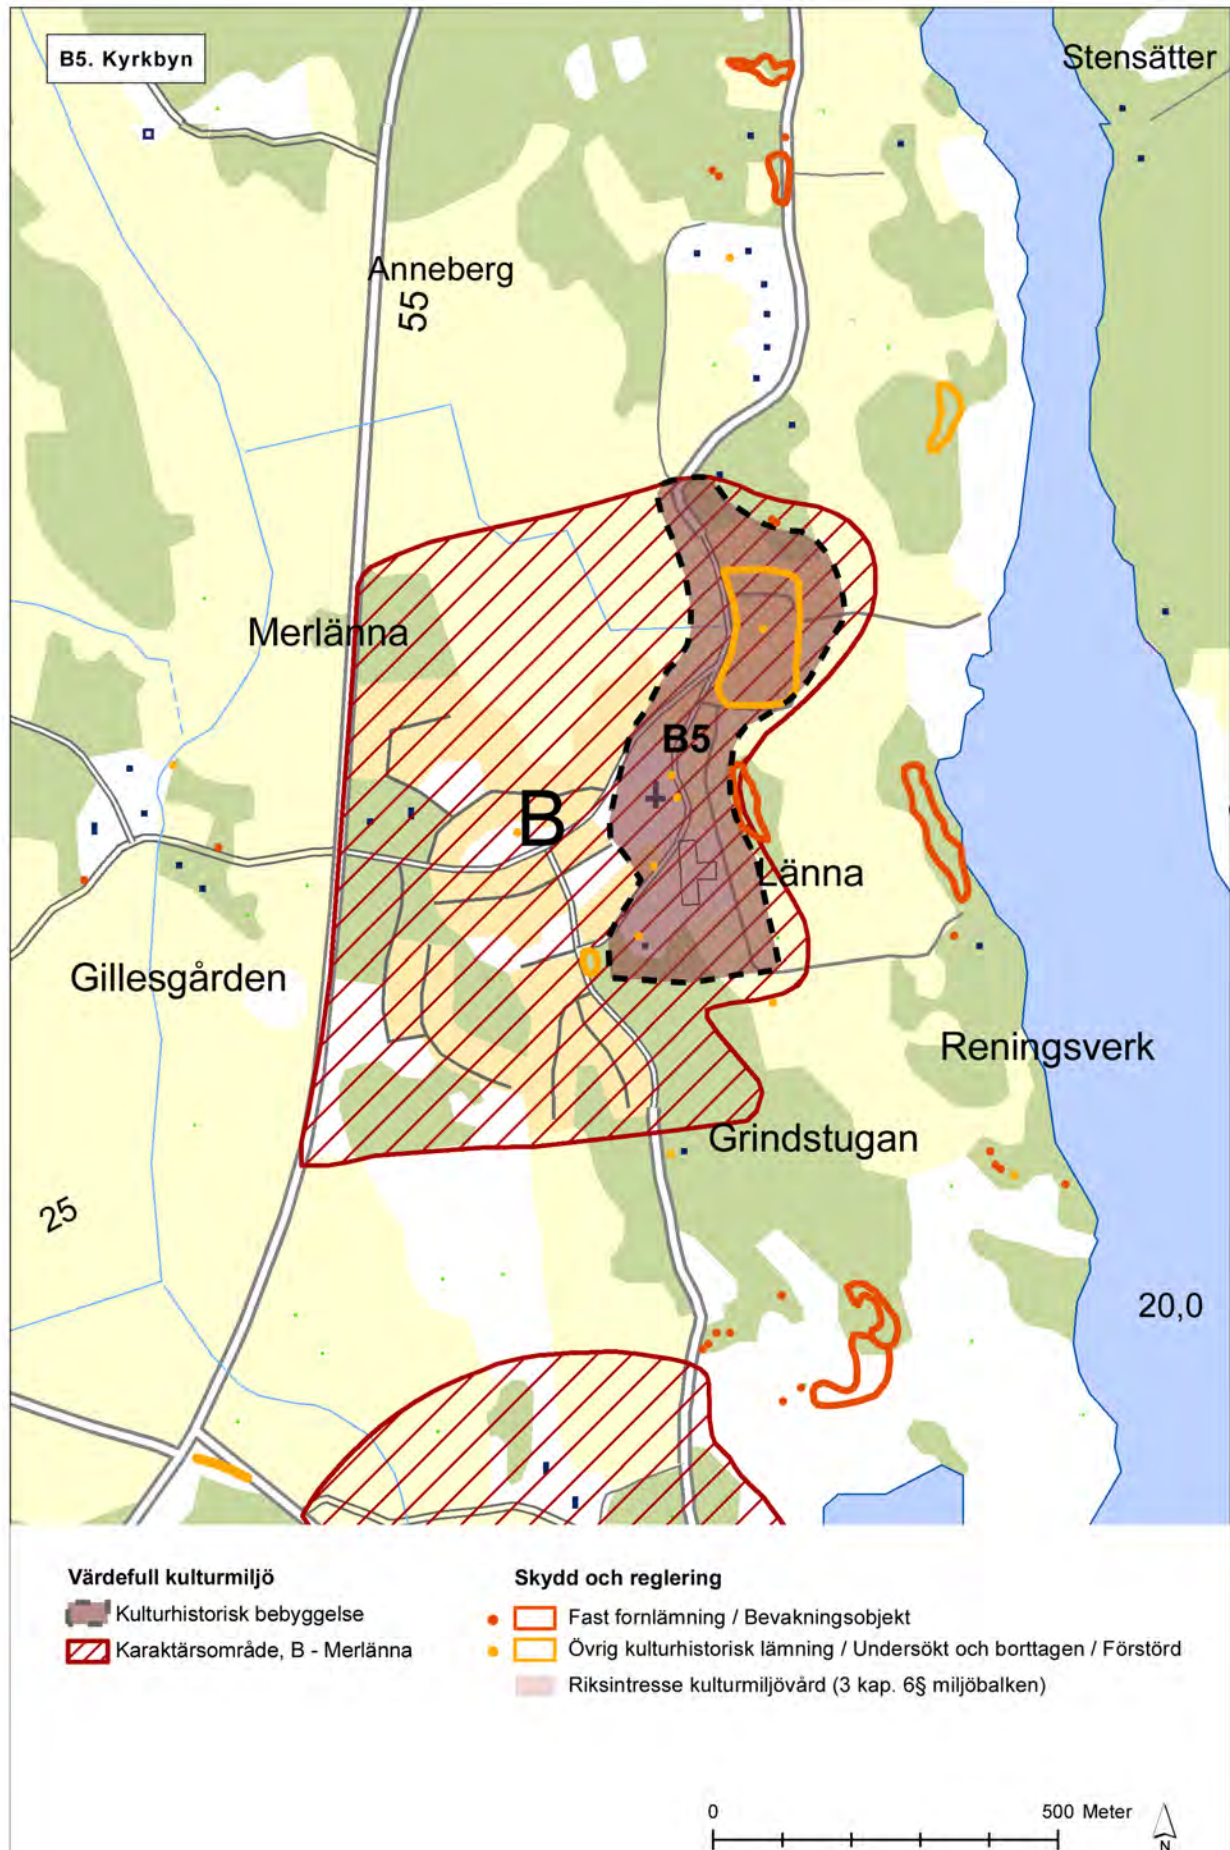 B5. Kyrkbyn
Stensätter
Anneberg
55
Merlänna
B5
B
Länna
Gillesgården
Reningsverk
Grindstugan
25
20,0
Värdefull kulturmiljö
Kulturhistorisk bebyggelse
Karaktärsområde, B - Merlänna
Skydd och reglering
Fast fornlämning / Bevakningsobjekt
Övrig kulturhistorisk lämning / Undersökt och borttagen / Förstörd
Riksintresse kulturmiljövård (3 kap. 6§ miljöbalken)
0 500 Meter
N